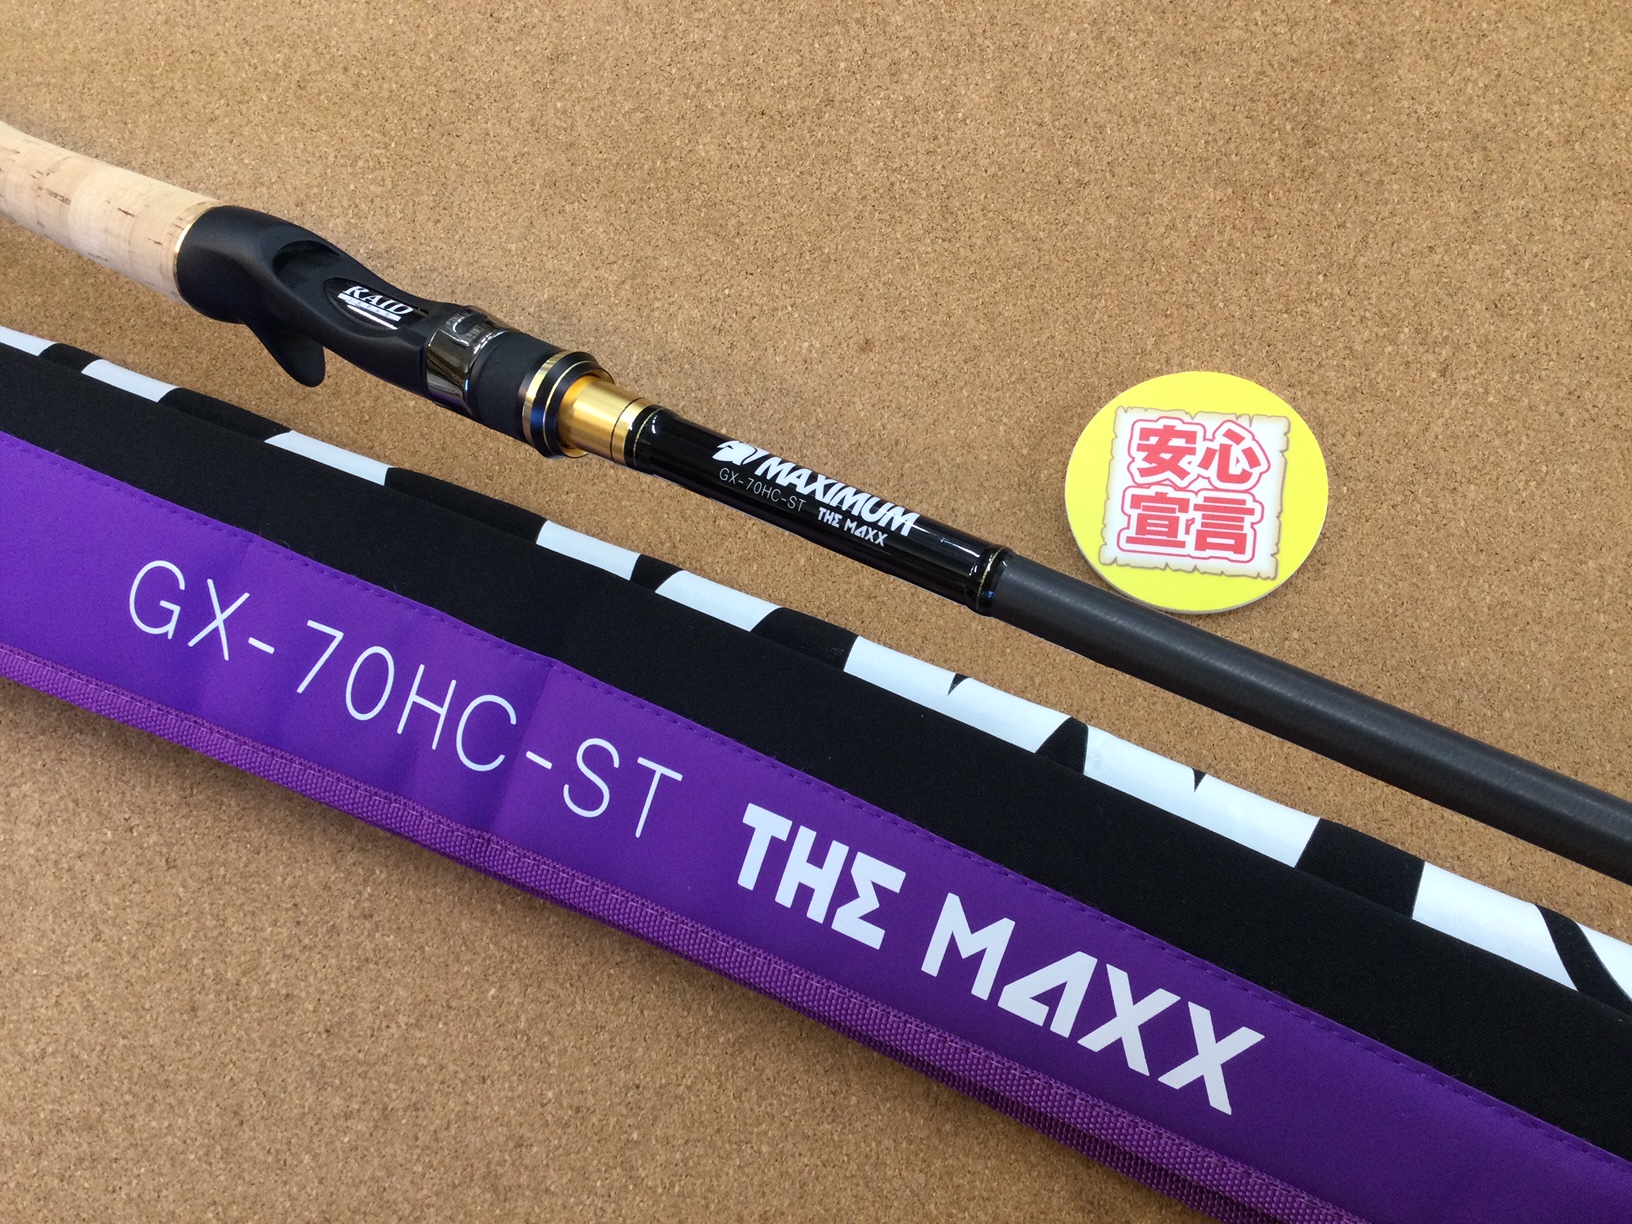 RAID
MAXIMUM
GX-70HC-ST
THE MAXX
安心
宣言
GX-70HC-ST THE MAXX